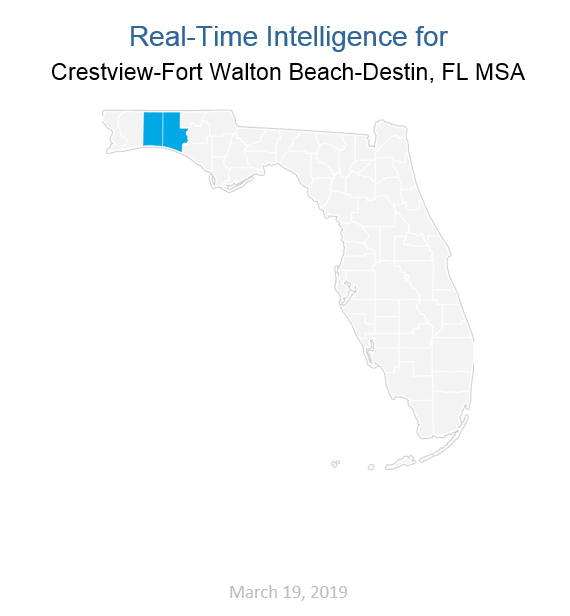 Real-Time Intelligence for
Crestview-Fort Walton Beach-Destin, FL MSA
March 19, 2019